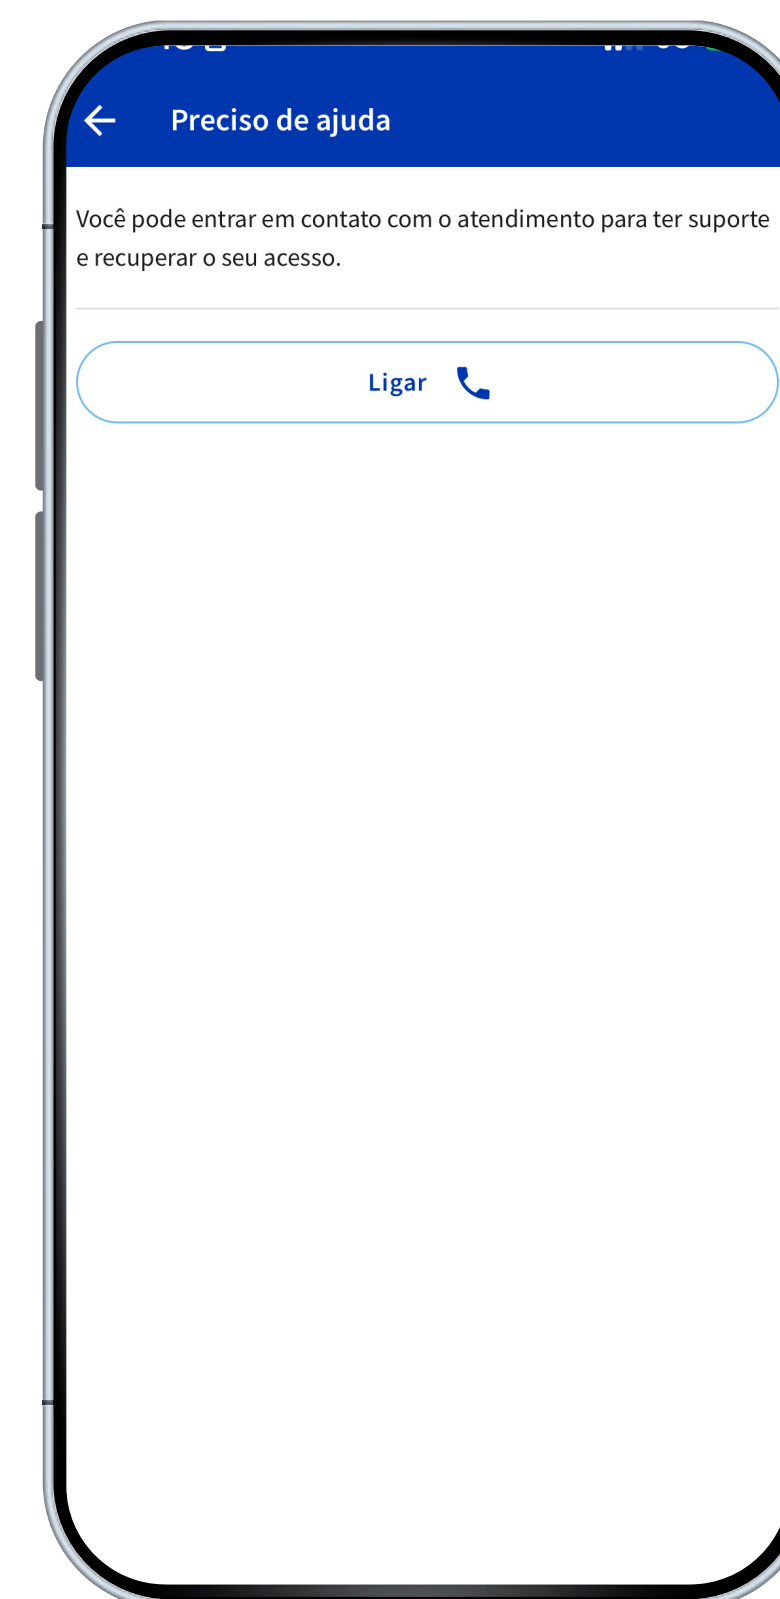 Preciso de ajuda
Você pode entrar em contato com o atendimento para ter suporte
e recuperar o seu acesso.
Ligar